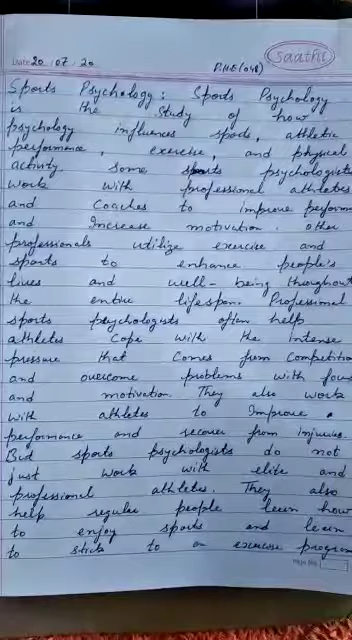 Saathi
Date 20/07/20
P.H.E (048)
Sports Psychology: Sports Psychology
is the study of how
psychology influences spods, athletic
performance, exercise, and physical
activity. Some sports psychologists
work with professional athletes
and Coaches to improve perform
and Increase motivation. Other
professionals utilize exercise and
sports to enhance people's
lives and well-being throughout
the entire lifespan. Professional
sports psychologists often help
athletes Cope with the intense
pressure that Comes from Competition
and overcome problems with focus
and motivation. They also work
with athletes to Improve
performance and recover from injuries.
But sports psychologists do not
just work with elite and
professional athletes. They also
help regular people learn how
to enjoy sports and learn
to stick to an exercise program
Page No.